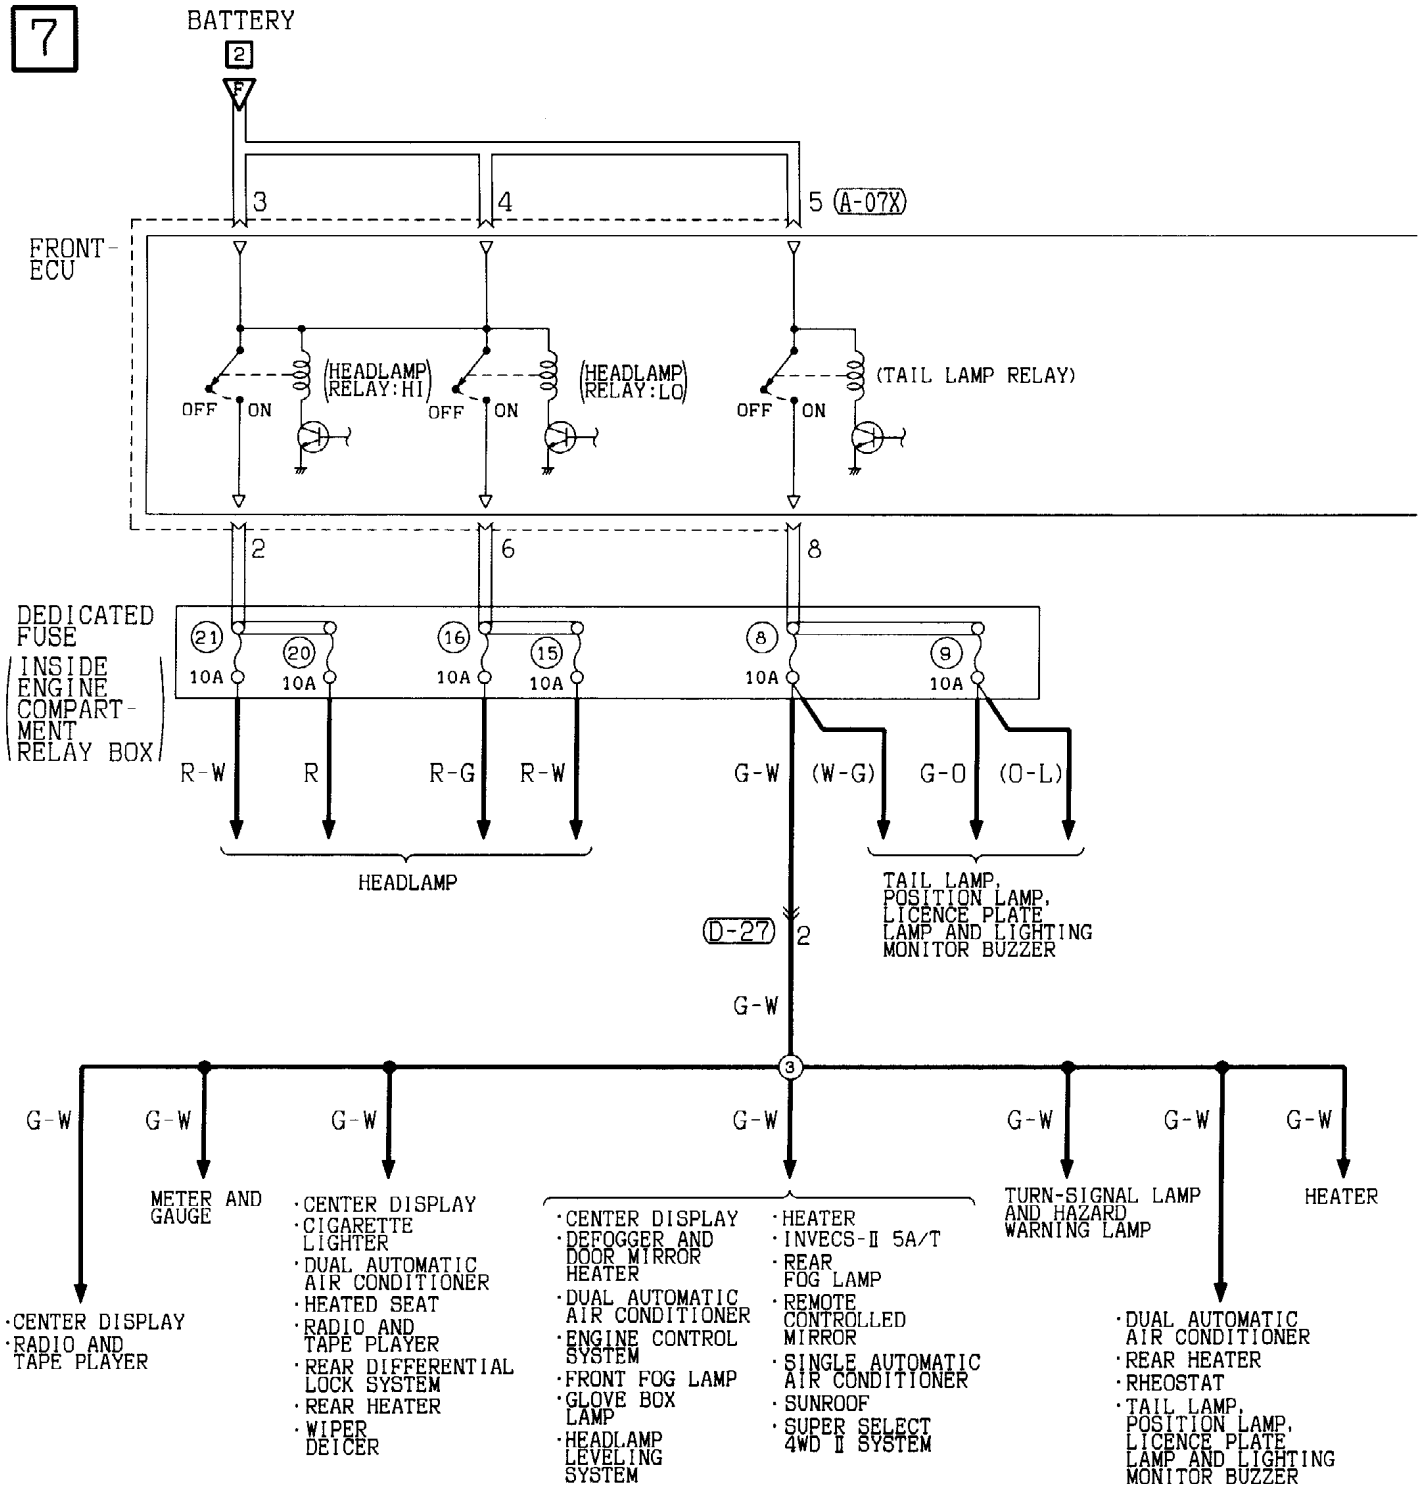 7
BATTERY
2
F
3
4
5 (A-07X)
FRONT-
ECU
(HEADLAMP
RELAY:HI)
(HEADLAMP
RELAY:LO)
(TAIL LAMP RELAY)
OFF ON
OFF ON
OFF ON
2
6
8
DEDICATED
FUSE
(INSIDE
ENGINE
COMPART-
MENT
RELAY BOX)
21
10A
20
10A
16
10A
15
10A
8
10A
9
10A
R-W
R
R-G
R-W
G-W
(W-G)
G-O
(O-L)
HEADLAMP
TAIL LAMP,
POSITION LAMP,
LICENCE PLATE
LAMP AND LIGHTING
MONITOR BUZZER
D-27
2
G-W
3
G-W
G-W
G-W
G-W
G-W
G-W
G-W
·CENTER DISPLAY
·RADIO AND
TAPE PLAYER
METER AND
GAUGE
·CENTER DISPLAY
·CIGARETTE
LIGHTER
·DUAL AUTOMATIC
AIR CONDITIONER
·HEATED SEAT
·RADIO AND
TAPE PLAYER
·REAR DIFFERENTIAL
LOCK SYSTEM
·REAR HEATER
·WIPER
DEICER
·CENTER DISPLAY
·DEFOGGER AND
DOOR MIRROR
HEATER
·DUAL AUTOMATIC
AIR CONDITIONER
·ENGINE CONTROL
SYSTEM
·FRONT FOG LAMP
·GLOVE BOX
LAMP
·HEADLAMP
LEVELING
SYSTEM
·HEATER
·INVECS-Ⅱ 5A/T
·REAR
FOG LAMP
·REMOTE
CONTROLLED
MIRROR
·SINGLE AUTOMATIC
AIR CONDITIONER
·SUNROOF
·SUPER SELECT
4WD Ⅱ SYSTEM
TURN-SIGNAL LAMP
AND HAZARD
WARNING LAMP
·DUAL AUTOMATIC
AIR CONDITIONER
·REAR HEATER
·RHEOSTAT
·TAIL LAMP,
POSITION LAMP,
LICENCE PLATE
LAMP AND LIGHTING
MONITOR BUZZER
HEATER